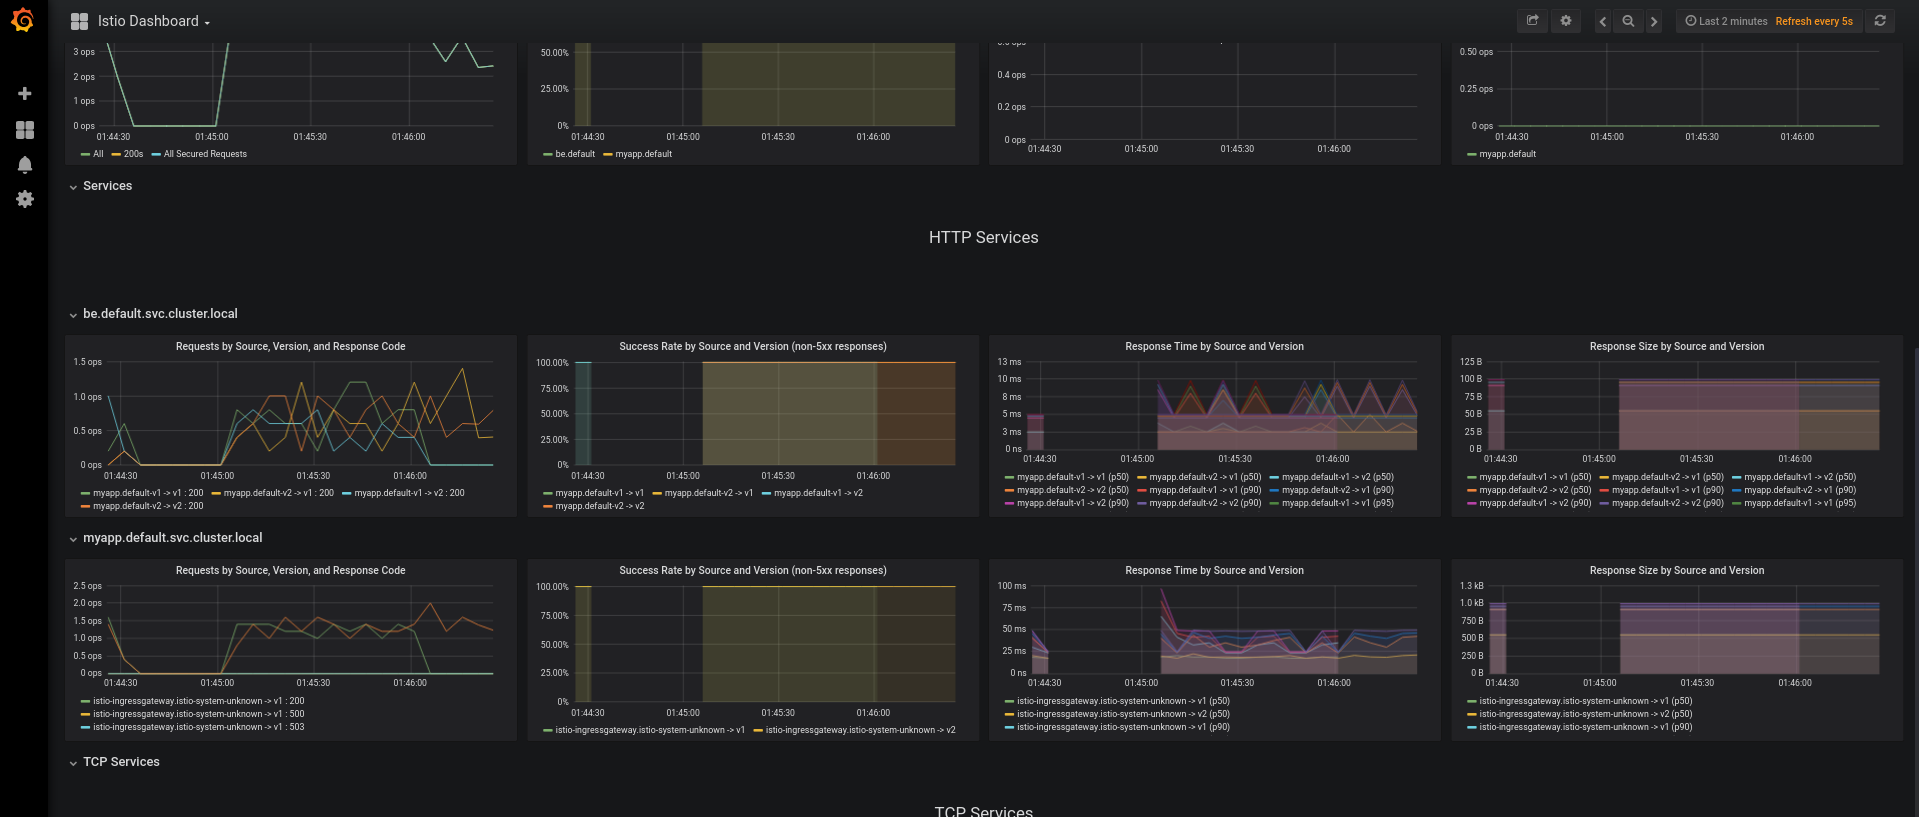 Istio Dashboard
Last 2 minutes Refresh every 5s
3 ops
2 ops
1 ops
0 ops
01:44:30 01:45:00 01:45:30 01:46:00
All 200s All Secured Requests
50.00%
25.00%
0%
01:44:30 01:45:00 01:45:30 01:46:00
be.default myapp.default
0.4 ops
0.2 ops
0 ops
01:44:30 01:45:00 01:45:30 01:46:00
0.50 ops
0.25 ops
0 ops
01:44:30 01:45:00 01:45:30 01:46:00
myapp.default
Services
HTTP Services
be.default.svc.cluster.local
Requests by Source, Version, and Response Code
1.5 ops
1.0 ops
0.5 ops
0 ops
01:44:30 01:45:00 01:45:30 01:46:00
myapp.default-v1 -> v1 : 200 myapp.default-v2 -> v1 : 200 myapp.default-v1 -> v2 : 200
myapp.default-v2 -> v2 : 200
Success Rate by Source and Version (non-5xx responses)
100.00%
75.00%
50.00%
25.00%
0%
01:44:30 01:45:00 01:45:30 01:46:00
myapp.default-v1 -> v1 myapp.default-v2 -> v1 myapp.default-v1 -> v2
myapp.default-v2 -> v2
Response Time by Source and Version
13 ms
10 ms
8 ms
5 ms
3 ms
0 ns
01:44:30 01:45:00 01:45:30 01:46:00
myapp.default-v1 -> v1 (p50) myapp.default-v2 -> v1 (p50) myapp.default-v1 -> v2 (p50)
myapp.default-v2 -> v2 (p50) myapp.default-v1 -> v1 (p90) myapp.default-v2 -> v1 (p90)
myapp.default-v1 -> v2 (p90) myapp.default-v2 -> v2 (p90) myapp.default-v1 -> v1 (p95)
Response Size by Source and Version
125 B
100 B
75 B
50 B
25 B
0 B
01:44:30 01:45:00 01:45:30 01:46:00
myapp.default-v1 -> v1 (p50) myapp.default-v2 -> v1 (p50) myapp.default-v1 -> v2 (p50)
myapp.default-v2 -> v2 (p50) myapp.default-v1 -> v1 (p90) myapp.default-v2 -> v1 (p90)
myapp.default-v1 -> v2 (p90) myapp.default-v2 -> v2 (p90) myapp.default-v1 -> v1 (p95)
myapp.default.svc.cluster.local
Requests by Source, Version, and Response Code
2.5 ops
2.0 ops
1.5 ops
1.0 ops
0.5 ops
0 ops
01:44:30 01:45:00 01:45:30 01:46:00
istio-ingressgateway.istio-system-unknown -> v1 : 200
istio-ingressgateway.istio-system-unknown -> v1 : 500
istio-ingressgateway.istio-system-unknown -> v1 : 503
Success Rate by Source and Version (non-5xx responses)
100.00%
75.00%
50.00%
25.00%
0%
01:44:30 01:45:00 01:45:30 01:46:00
istio-ingressgateway.istio-system-unknown -> v1 istio-ingressgateway.istio-system-unknown -> v2
Response Time by Source and Version
100 ms
75 ms
50 ms
25 ms
0 ns
01:44:30 01:45:00 01:45:30 01:46:00
istio-ingressgateway.istio-system-unknown -> v1 (p50)
istio-ingressgateway.istio-system-unknown -> v2 (p50)
istio-ingressgateway.istio-system-unknown -> v1 (p90)
Response Size by Source and Version
1.3 kB
1.0 kB
750 B
500 B
250 B
0 B
01:44:30 01:45:00 01:45:30 01:46:00
istio-ingressgateway.istio-system-unknown -> v1 (p50)
istio-ingressgateway.istio-system-unknown -> v2 (p50)
istio-ingressgateway.istio-system-unknown -> v1 (p90)
TCP Services
TCP Services